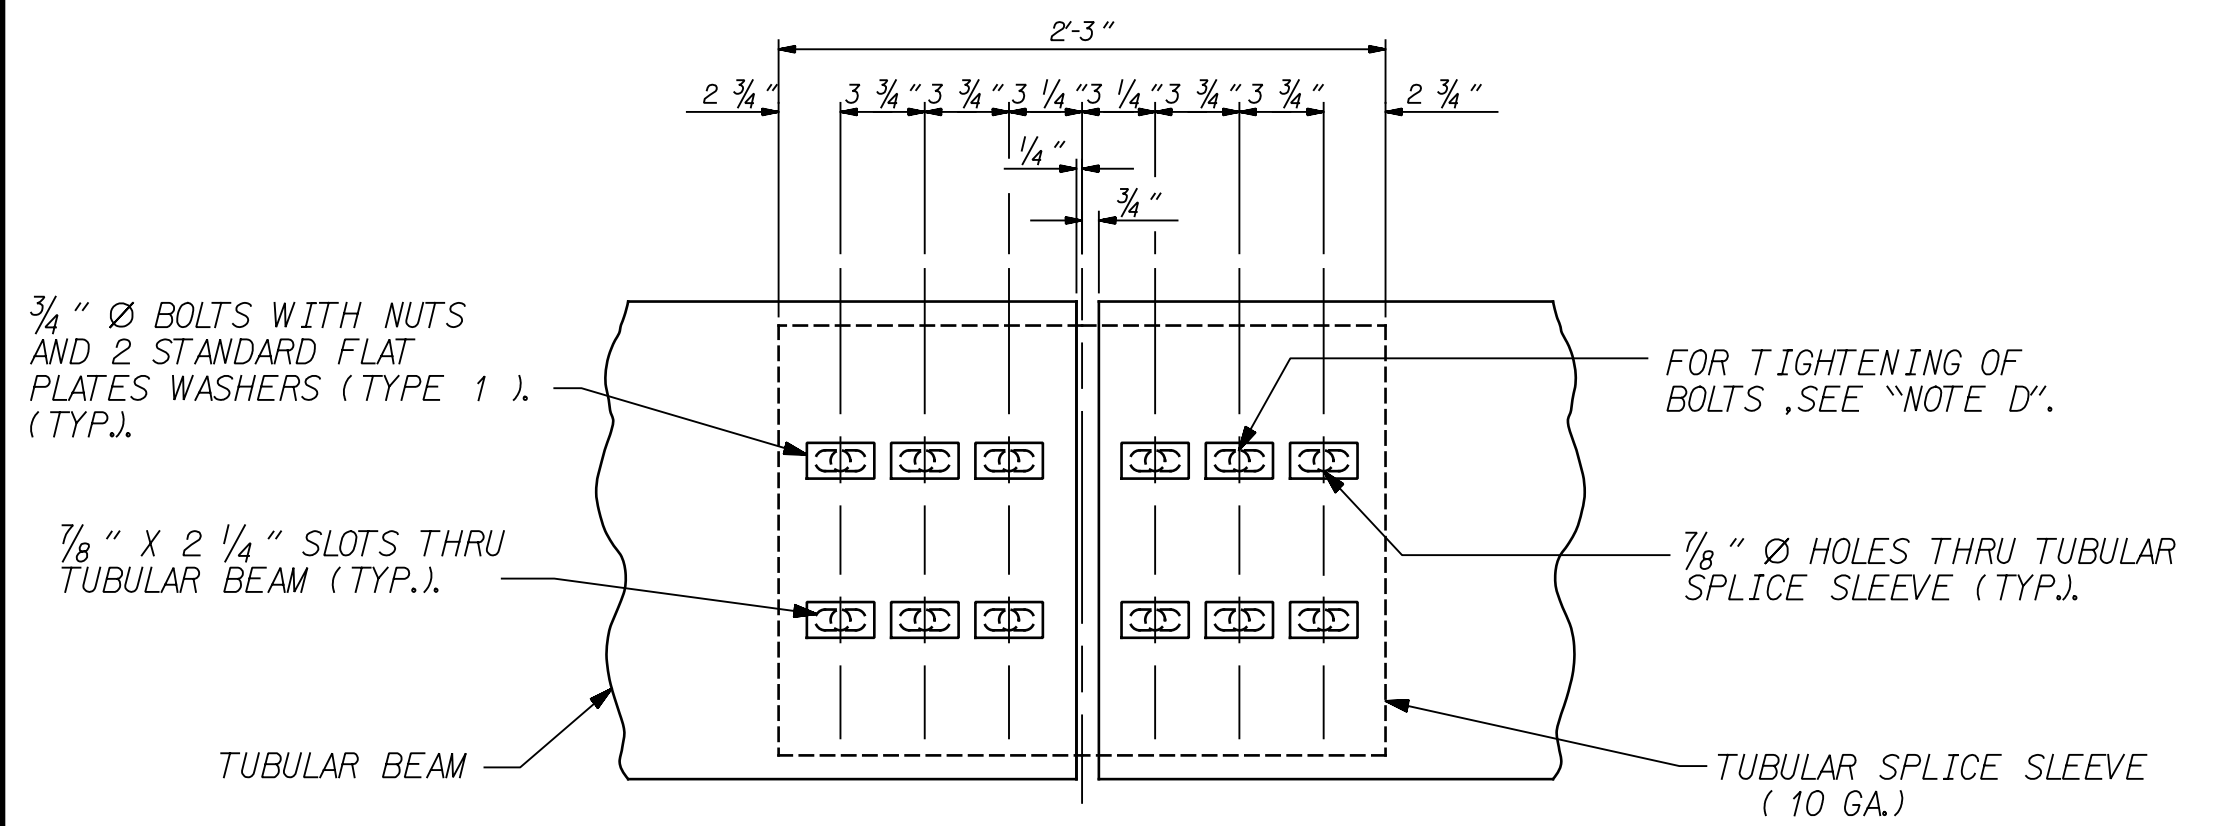 2'-3"
2 3/4" 3 3/4" 3 3/4" 3 1/4" 3 1/4" 3 3/4" 3 3/4" 2 3/4"
1/4"
3/4"
3/4" Ø BOLTS WITH NUTS
AND 2 STANDARD FLAT
PLATES WASHERS (TYPE 1 ).
(TYP.).
FOR TIGHTENING OF
BOLTS ,SEE "NOTE D".
7/8" X 2 1/4" SLOTS THRU
TUBULAR BEAM (TYP.).
7/8" Ø HOLES THRU TUBULAR
SPLICE SLEEVE (TYP.).
TUBULAR BEAM
TUBULAR SPLICE SLEEVE
( 10 GA.)